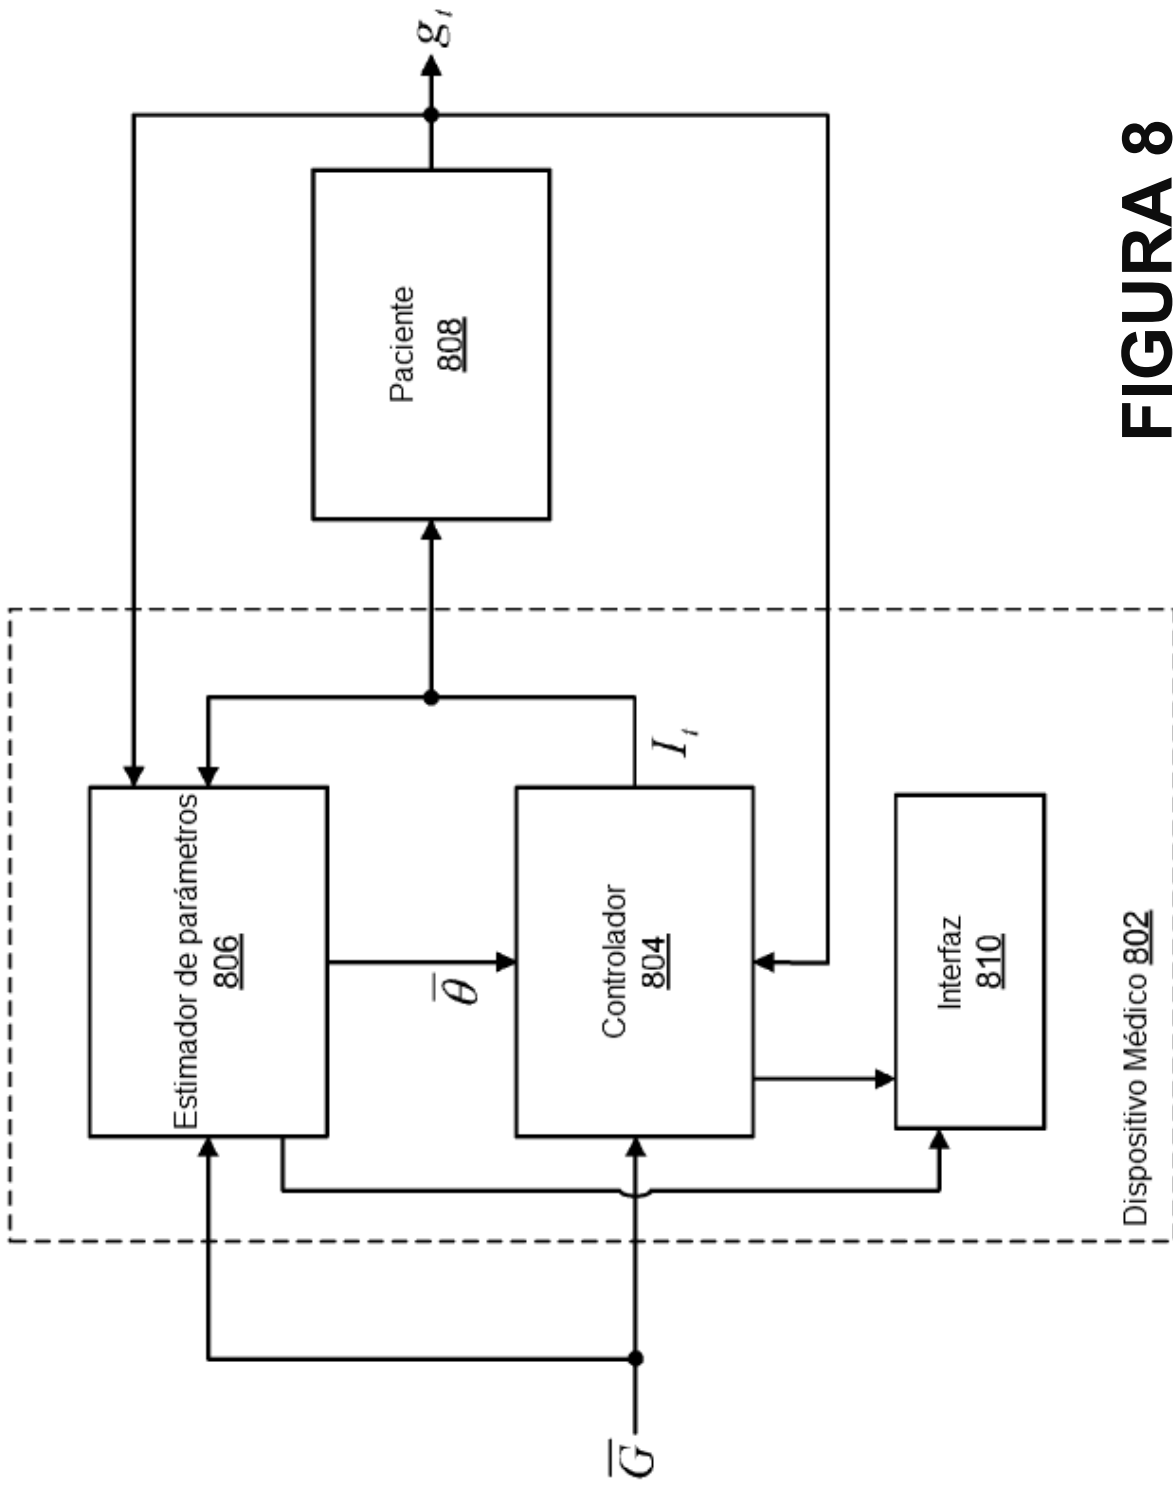 Estimador de parámetros
806
Paciente
808
g_t
θ̅
I_t
Controlador
804
G̅
Interfaz
810
Dispositivo Médico 802
FIGURA 8